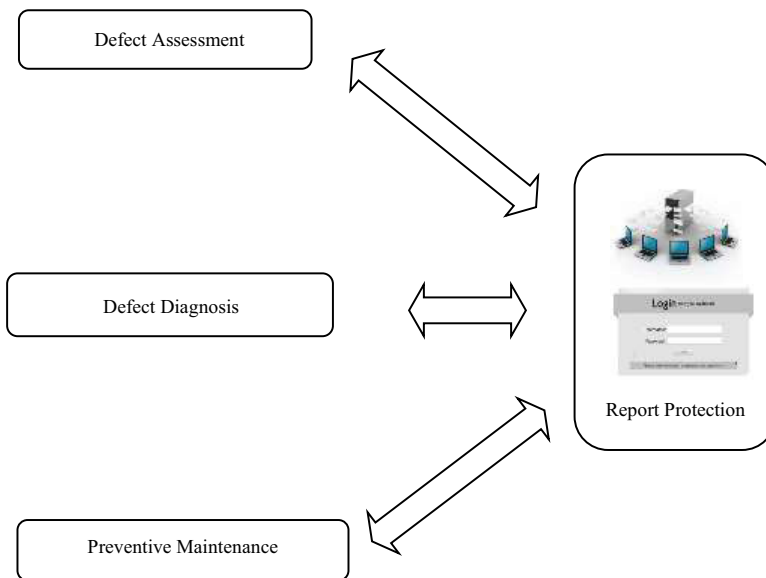 Defect Assessment
Defect Diagnosis
Login
Report Protection
Preventive Maintenance